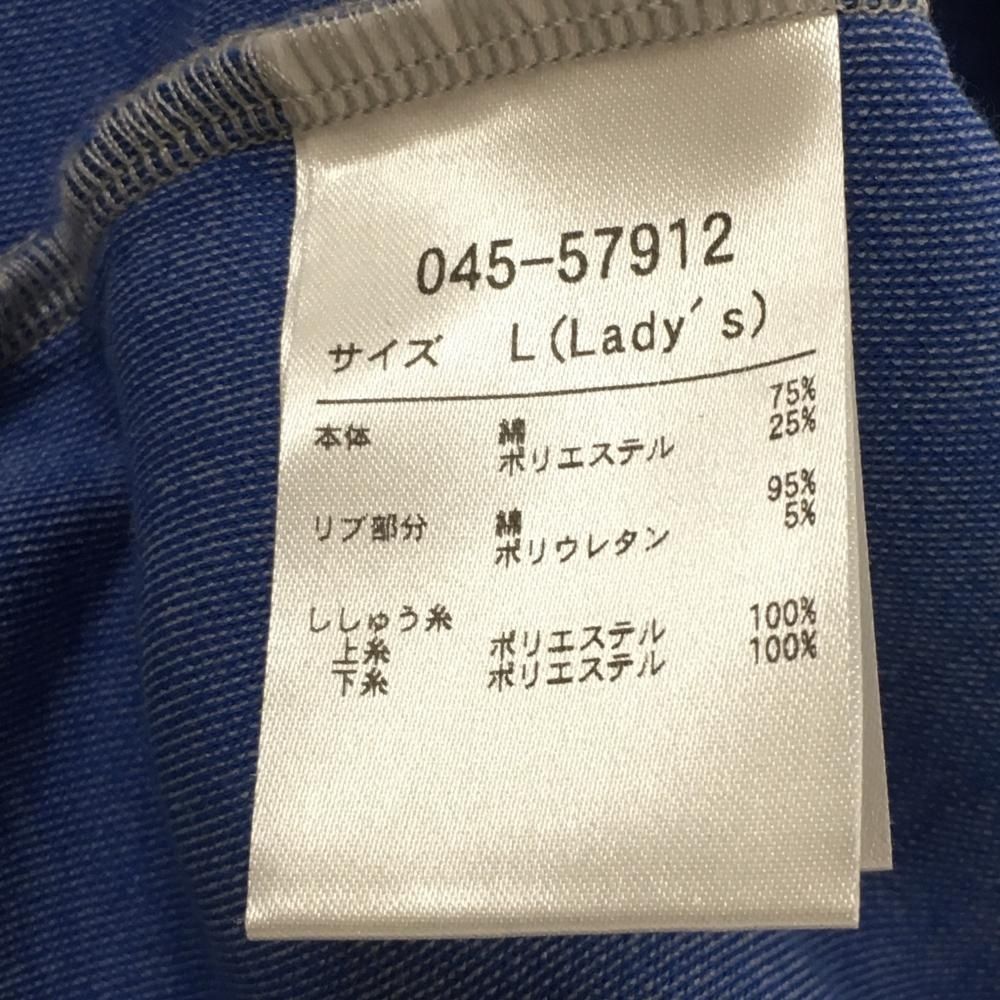 045-57912
サイズ L(Lady's)
本体 綿 75%
ポリエステル 25%
リブ部分 綿 95%
ポリウレタン 5%
ししゅう糸
上糸 ポリエステル 100%
下糸 ポリエステル 100%